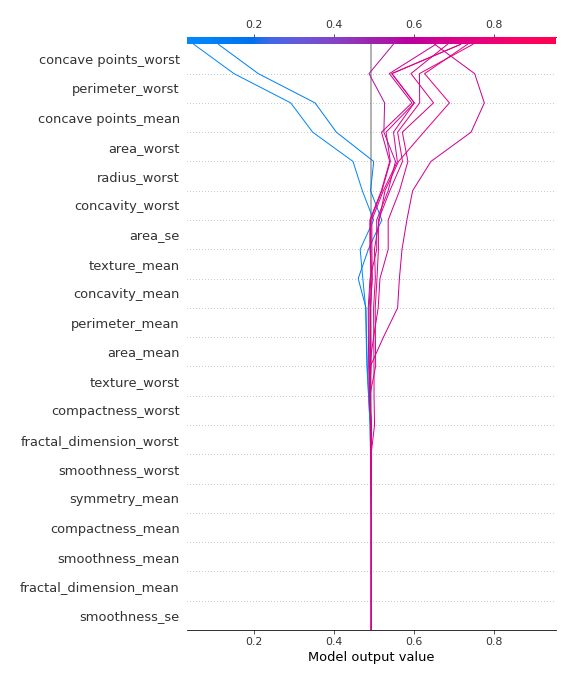 0.2 0.4 0.6 0.8
concave points_worst
perimeter_worst
concave points_mean
area_worst
radius_worst
concavity_worst
area_se
texture_mean
concavity_mean
perimeter_mean
area_mean
texture_worst
compactness_worst
fractal_dimension_worst
smoothness_worst
symmetry_mean
compactness_mean
smoothness_mean
fractal_dimension_mean
smoothness_se
0.2 0.4 0.6 0.8
Model output value